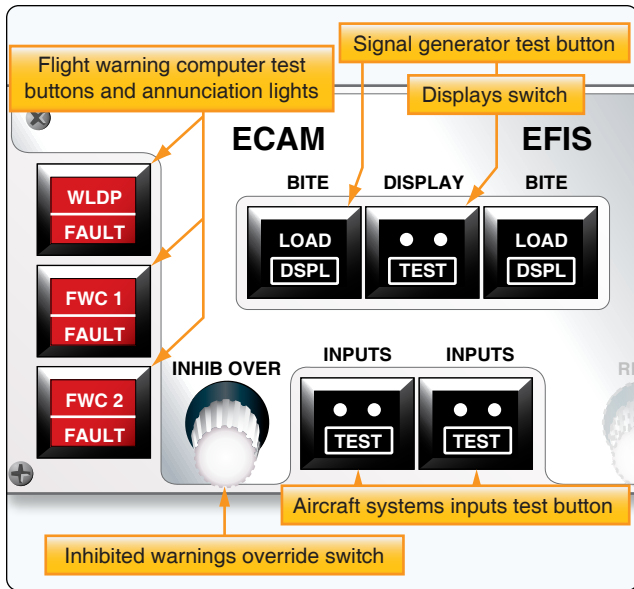 Signal generator test button
Flight warning computer test
buttons and annunciation lights
Displays switch
ECAM
EFIS
BITE
DISPLAY
BITE
WLDP
FAULT
LOAD
DSPL
TEST
LOAD
DSPL
FWC 1
FAULT
INHIB OVER
INPUTS
INPUTS
FWC 2
FAULT
TEST
TEST
Aircraft systems inputs test button
Inhibited warnings override switch